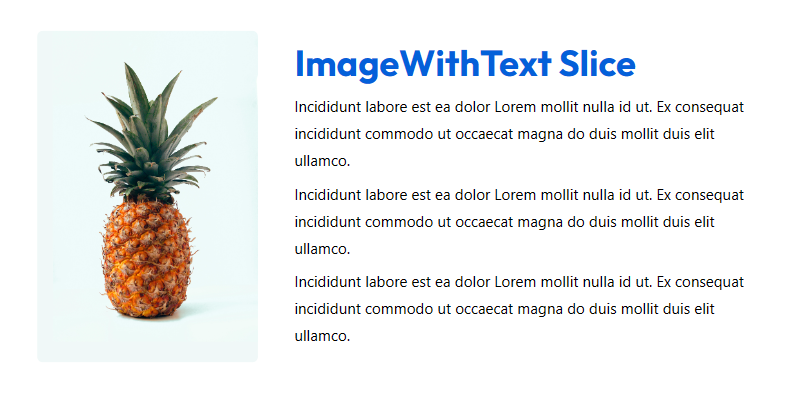 ImageWithText Slice
Incididunt labore est ea dolor Lorem mollit nulla id ut. Ex consequat
incididunt commodo ut occaecat magna do duis mollit duis elit
ullamco.
Incididunt labore est ea dolor Lorem mollit nulla id ut. Ex consequat
incididunt commodo ut occaecat magna do duis mollit duis elit
ullamco.
Incididunt labore est ea dolor Lorem mollit nulla id ut. Ex consequat
incididunt commodo ut occaecat magna do duis mollit duis elit
ullamco.